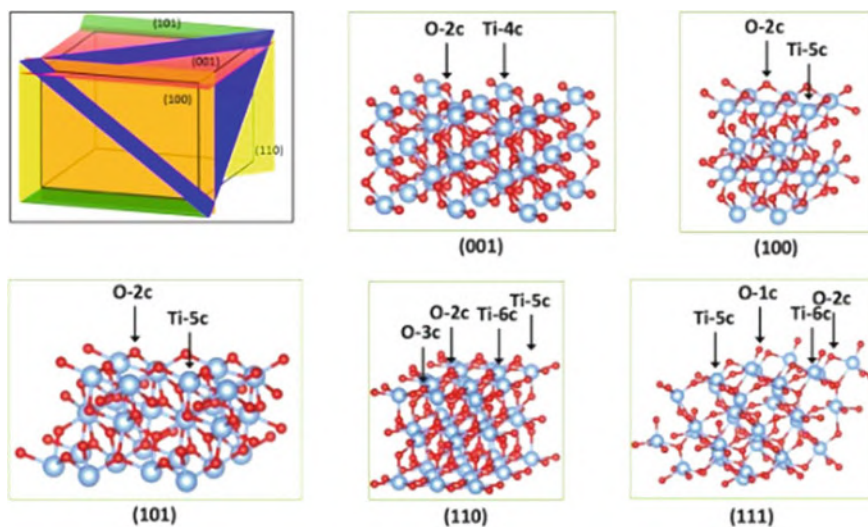 (101)
(001)
(100)
(110)
O-2c Ti-4c
(001)
O-2c
Ti-5c
(100)
O-2c
Ti-5c
(101)
Ti-5c
O-2c Ti-6c
O-3c
(110)
O-1c O-2c
Ti-5c Ti-6c
(111)